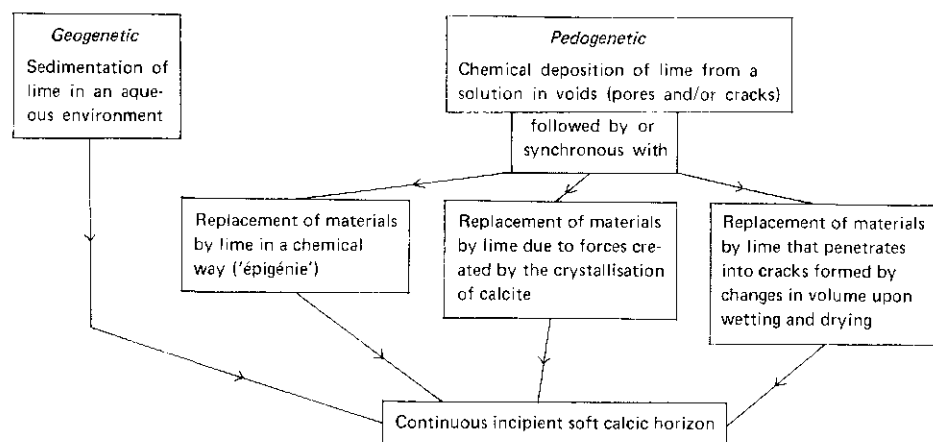 Geogenetic
Sedimentation of
lime in an aque-
ous environment
Pedogenetic
Chemical deposition of lime from a
solution in voids (pores and/or cracks)
followed by or
synchronous with
Replacement of materials
by lime in a chemical
way ('épigénie')
Replacement of materials
by lime due to forces cre-
ated by the crystallisation
of calcite
Replacement of materials
by lime that penetrates
into cracks formed by
changes in volume upon
wetting and drying
Continuous incipient soft calcic horizon